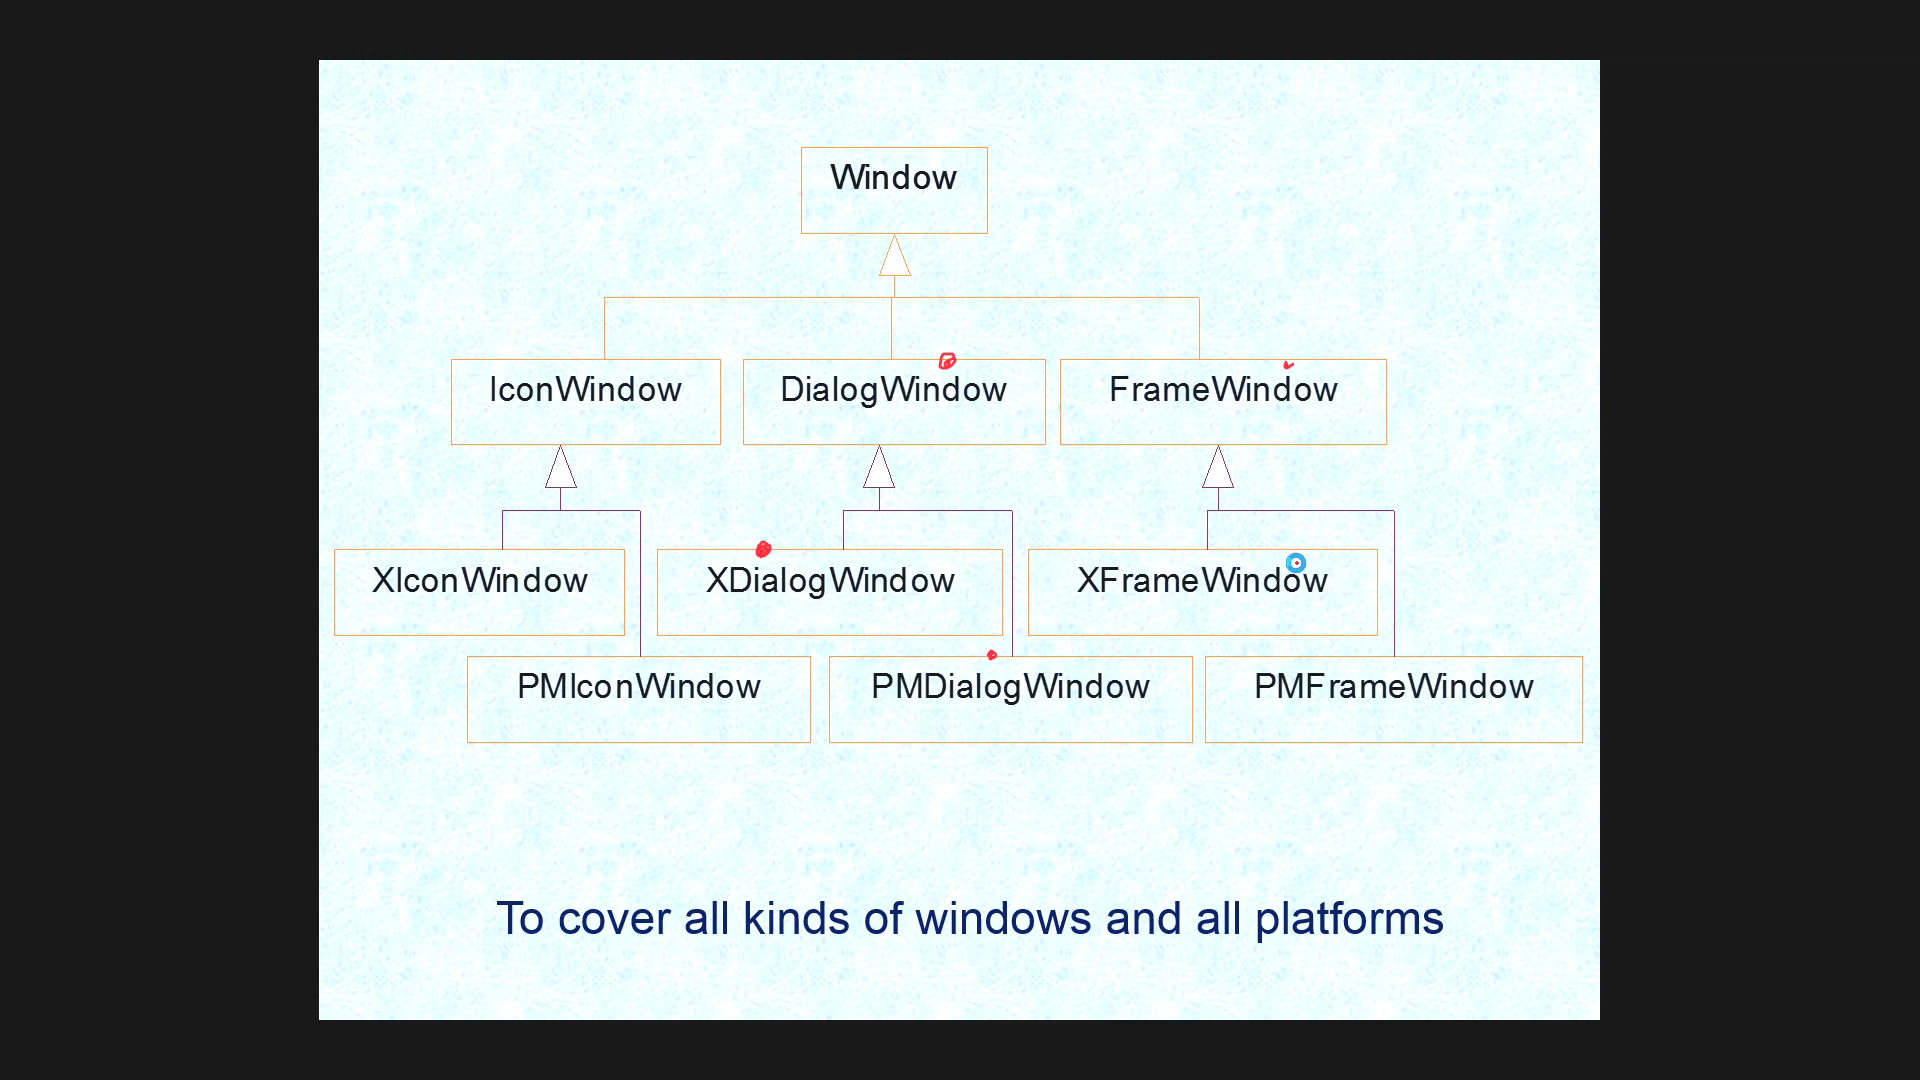 Window
IconWindow
DialogWindow
FrameWindow
XIconWindow
XDialogWindow
XFrameWindow
PMIconWindow
PMDialogWindow
PMFrameWindow
To cover all kinds of windows and all platforms